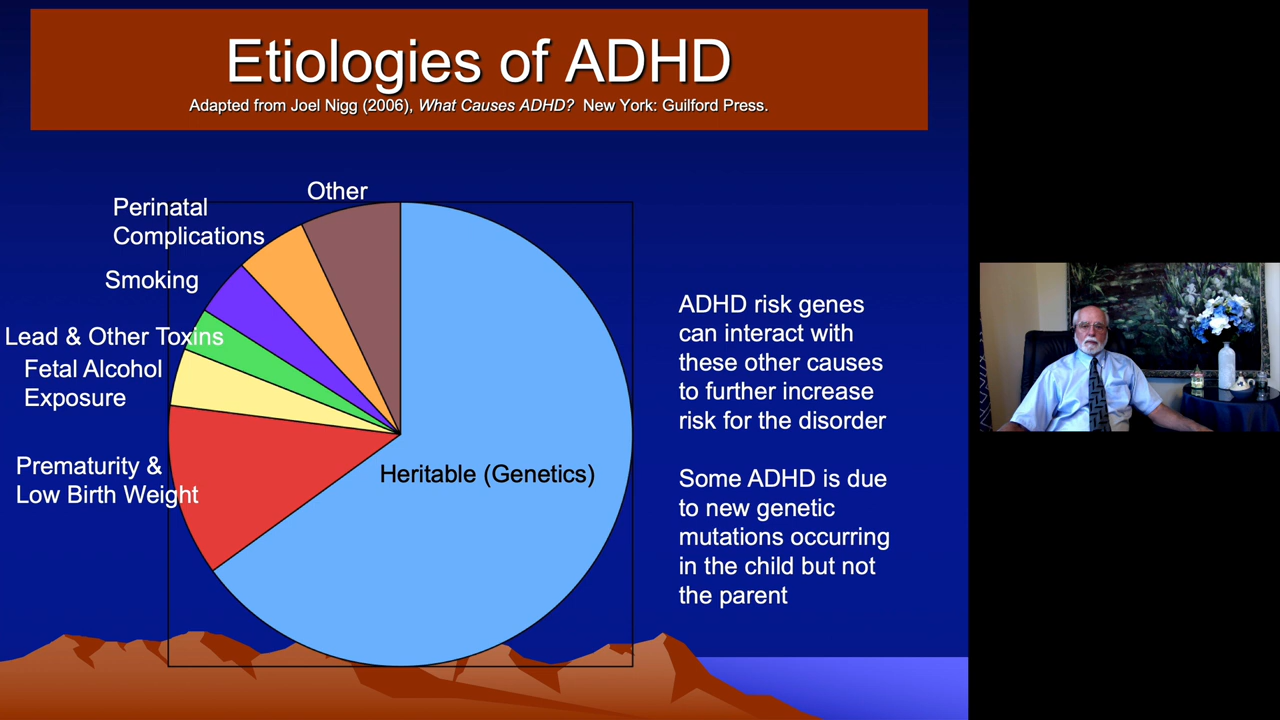 Etiologies of ADHD
Adapted from Joel Nigg (2006), What Causes ADHD? New York: Guilford Press.
Other
Perinatal
Complications
Smoking
Lead & Other Toxins
Fetal Alcohol
Exposure
Prematurity &
Low Birth Weight
Heritable (Genetics)
ADHD risk genes
can interact with
these other causes
to further increase
risk for the disorder
Some ADHD is due
to new genetic
mutations occurring
in the child but not
the parent